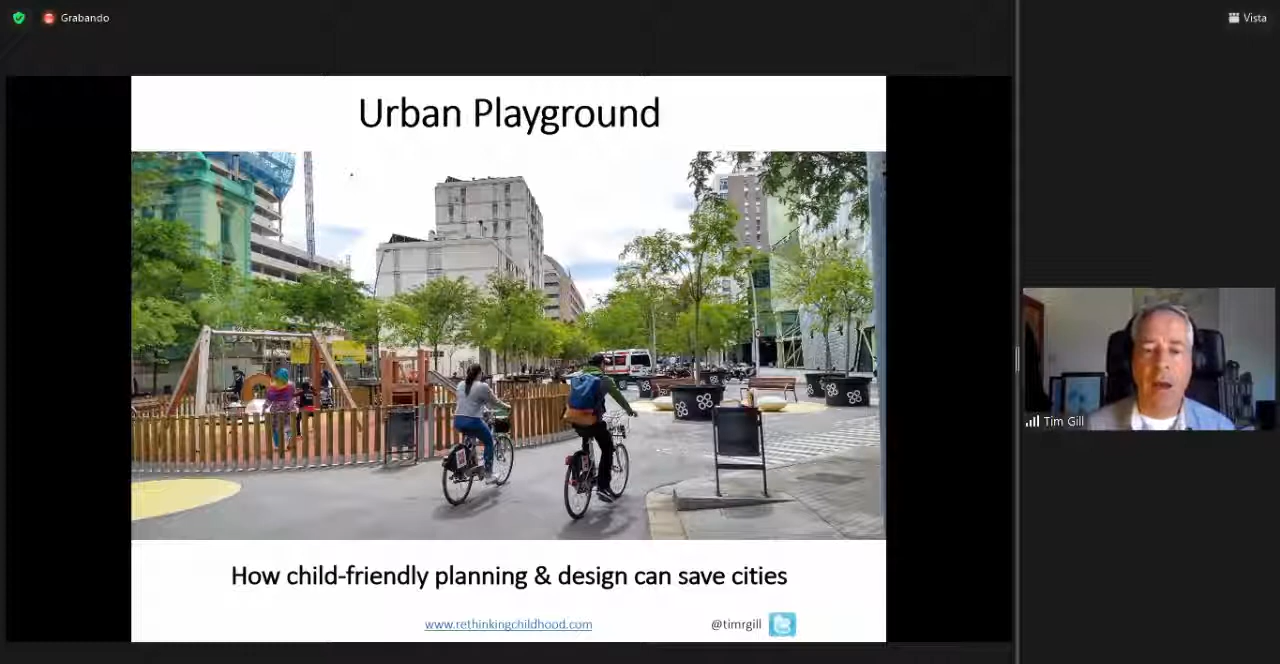 Grabando
Vista
Urban Playground
How child-friendly planning & design can save cities
www.rethinkingchildhood.com
@timrgill
Tim Gill